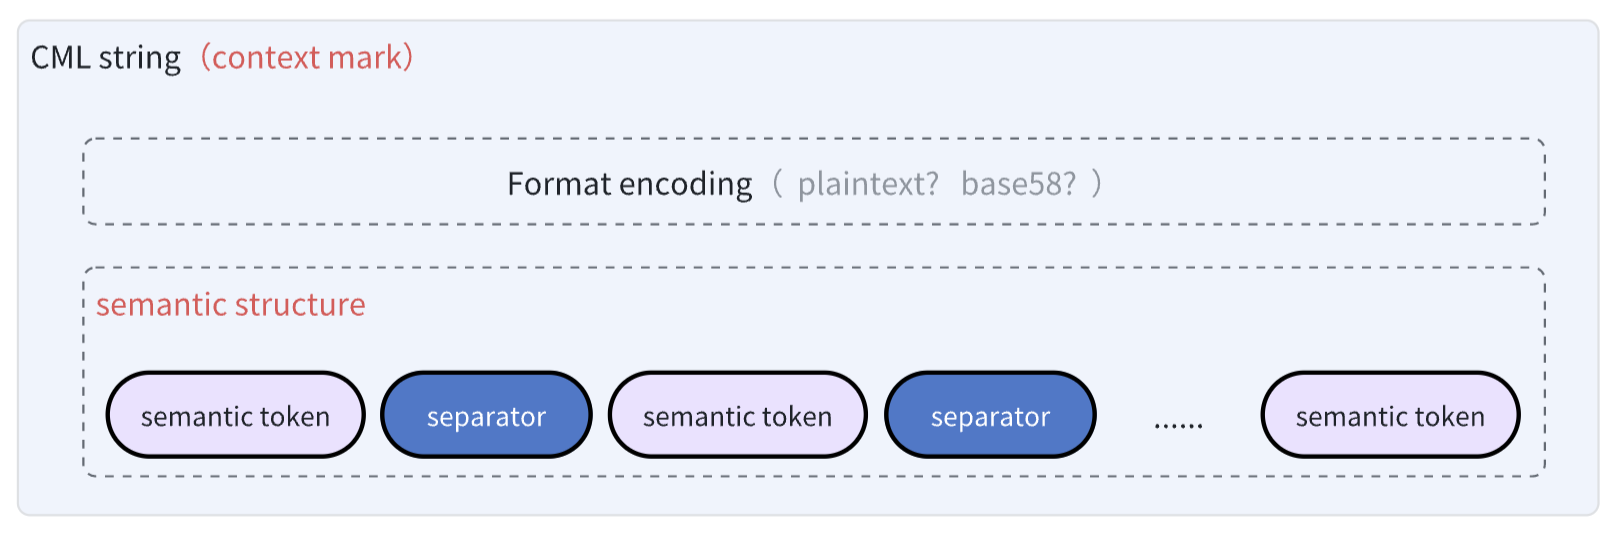 CML string（context mark）
Format encoding（ plaintext? base58? ）
semantic structure
semantic token separator semantic token separator ...... semantic token